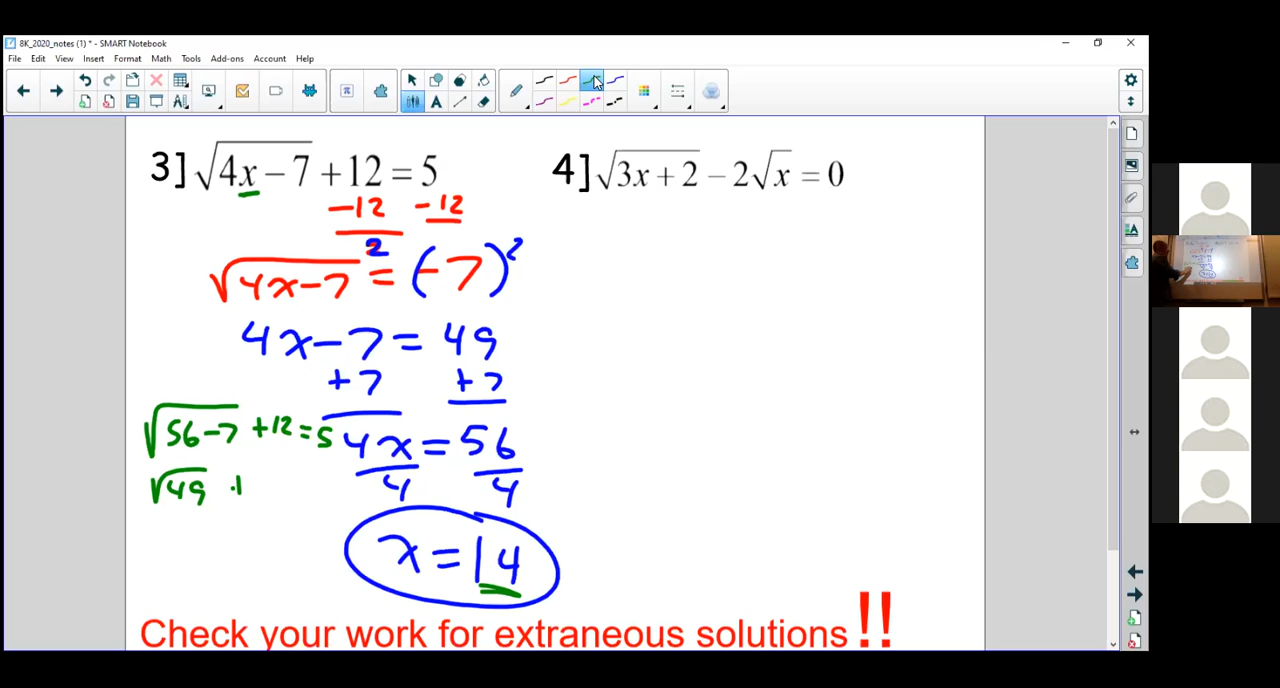 8K_2020_notes (1) * - SMART Notebook
File Edit View Insert Format Math Tools Add-ons Account Help
3] √4x − 7 + 12 = 5
−12 −12
√4x−7 ² = (−7)²
4x−7 = 49
+7 +7
4x = 56
4 4
x = 14
√56−7 +12=5
√49 +
4] √3x + 2 − 2√x = 0
Check your work for extraneous solutions !!